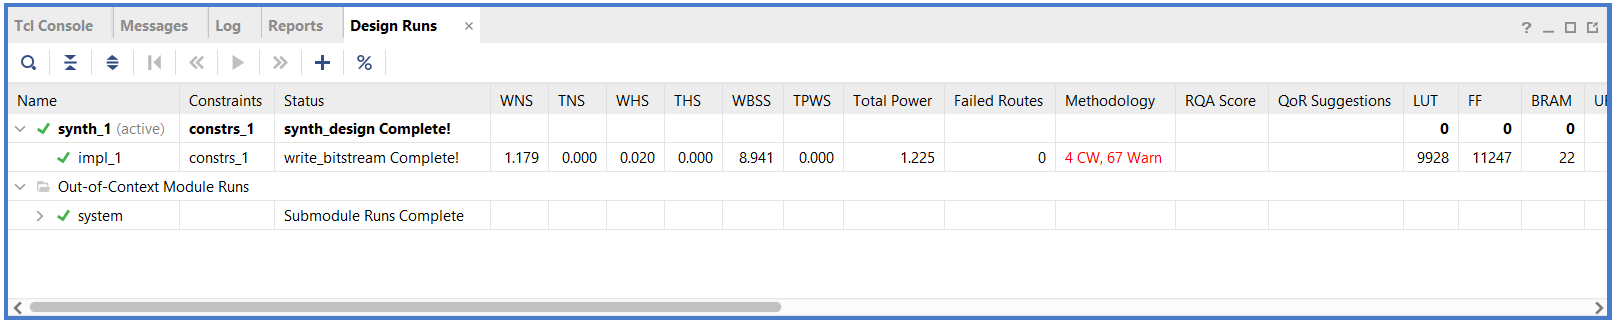 Tcl Console Messages Log Reports Design Runs ×
? 
%
Name Constraints Status WNS TNS WHS THS WBSS TPWS Total Power Failed Routes Methodology RQA Score QoR Suggestions LUT FF BRAM
synth_1 (active) constrs_1 synth_design Complete! 0 0 0
impl_1 constrs_1 write_bitstream Complete! 1.179 0.000 0.020 0.000 8.941 0.000 1.225 0 4 CW, 67 Warn 9928 11247 22
Out-of-Context Module Runs
system Submodule Runs Complete